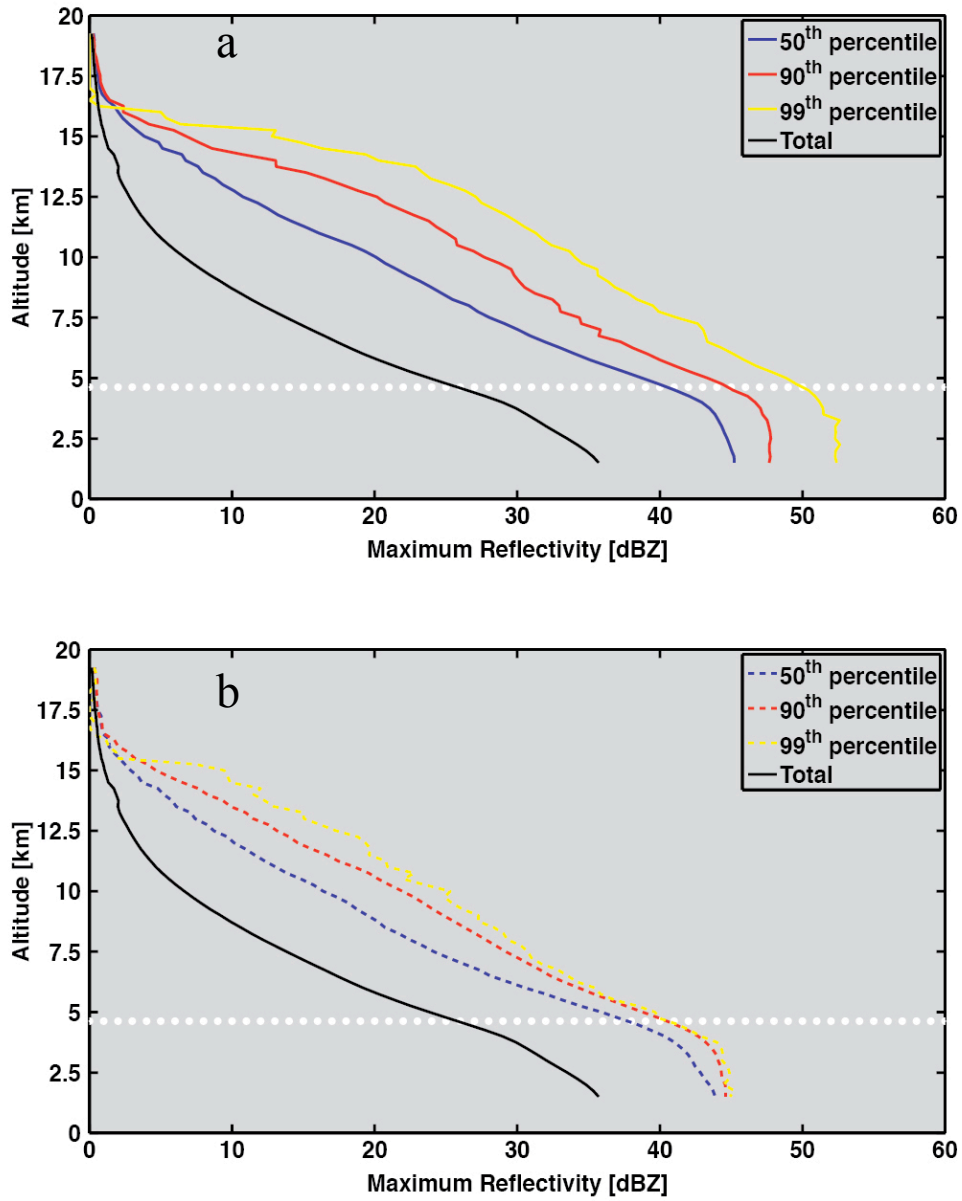 a
20
17.5
15
12.5
10
7.5
5
2.5
0
Altitude [km]
50th percentile
90th percentile
99th percentile
Total
0 10 20 30 40 50 60
Maximum Reflectivity [dBZ]
b
20
17.5
15
12.5
10
7.5
5
2.5
0
Altitude [km]
50th percentile
90th percentile
99th percentile
Total
0 10 20 30 40 50 60
Maximum Reflectivity [dBZ]